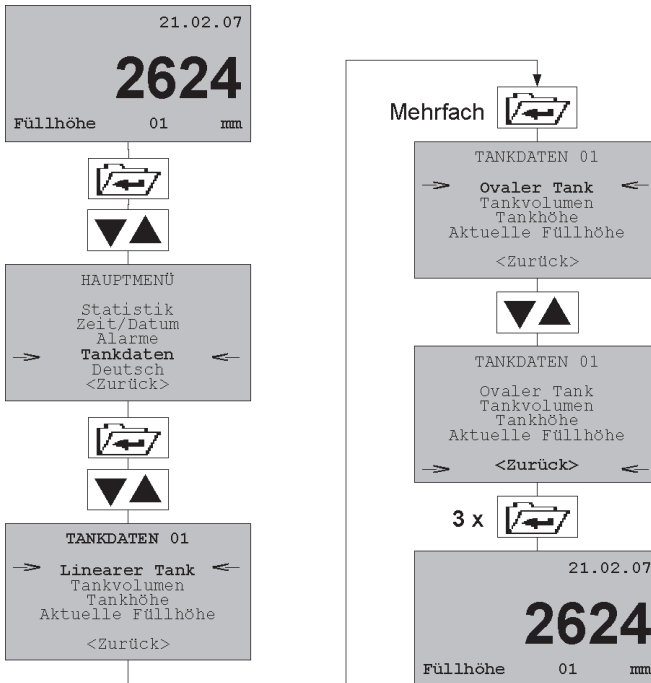 21.02.07
2624
Füllhöhe 01 mm
HAUPTMENÜ
Statistik
Zeit/Datum
Alarme
Tankdaten
Deutsch
<Zurück>
TANKDATEN 01
Linearer Tank
Tankvolumen
Tankhöhe
Aktuelle Füllhöhe
<Zurück>
Mehrfach
TANKDATEN 01
Ovaler Tank
Tankvolumen
Tankhöhe
Aktuelle Füllhöhe
<Zurück>
TANKDATEN 01
Ovaler Tank
Tankvolumen
Tankhöhe
Aktuelle Füllhöhe
<Zurück>
3 x
21.02.07
2624
Füllhöhe 01 mm